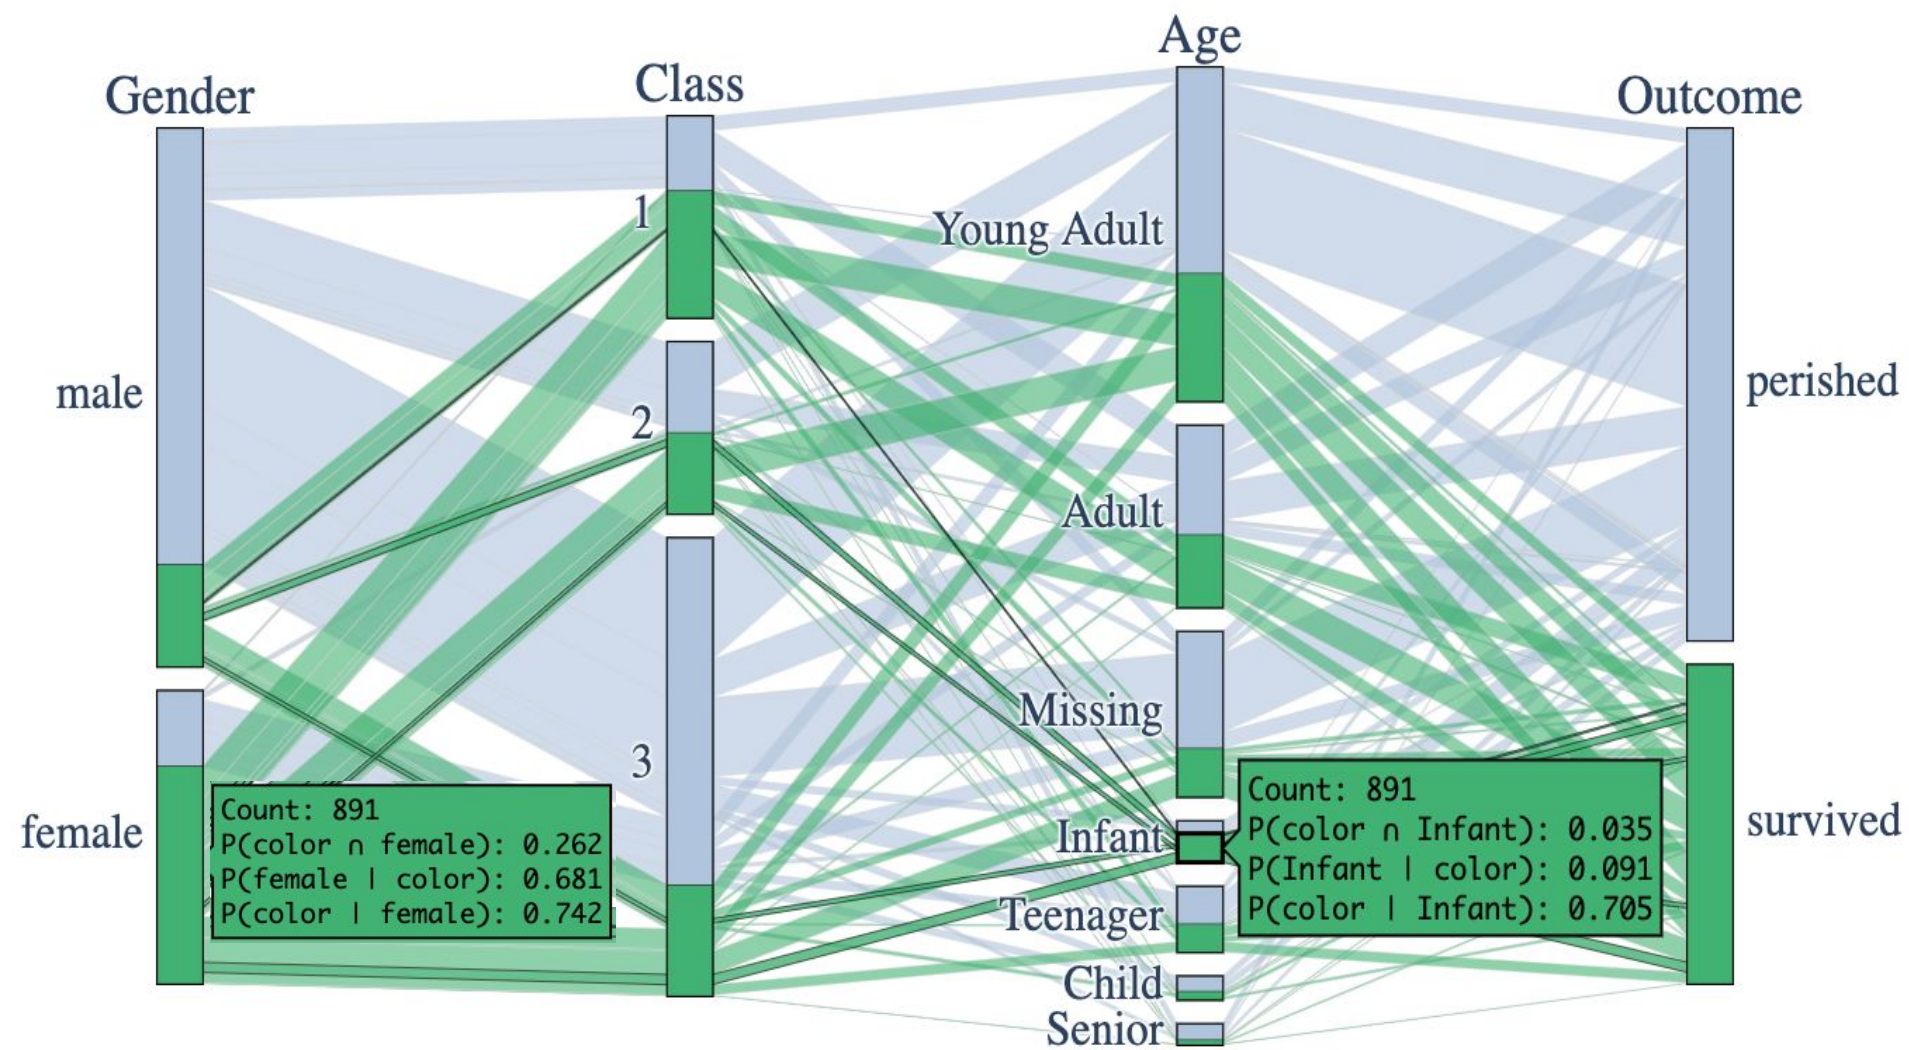 Gender
Class
Age
Outcome
male
female
1
2
3
Young Adult
Adult
Missing
Infant
Teenager
Child
Senior
perished
survived
Count: 891
P(color ∩ female): 0.262
P(female | color): 0.681
P(color | female): 0.742
Count: 891
P(color ∩ Infant): 0.035
P(Infant | color): 0.091
P(color | Infant): 0.705